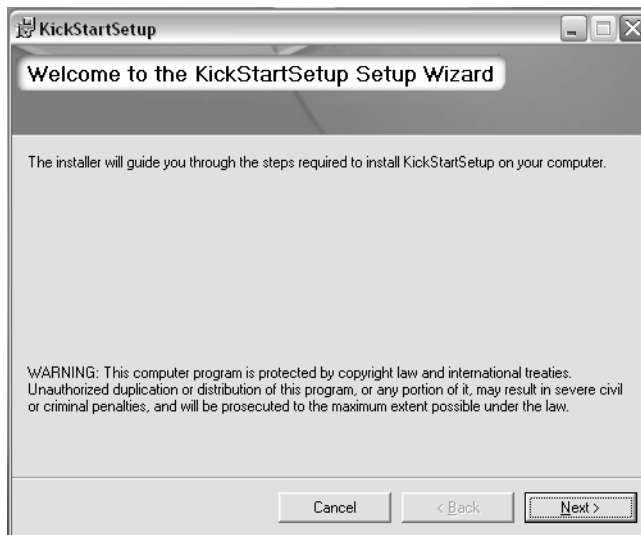 KickStartSetup
Welcome to the KickStartSetup Setup Wizard
The installer will guide you through the steps required to install KickStartSetup on your computer.
WARNING: This computer program is protected by copyright law and international treaties.
Unauthorized duplication or distribution of this program, or any portion of it, may result in severe civil
or criminal penalties, and will be prosecuted to the maximum extent possible under the law.
Cancel < Back Next >